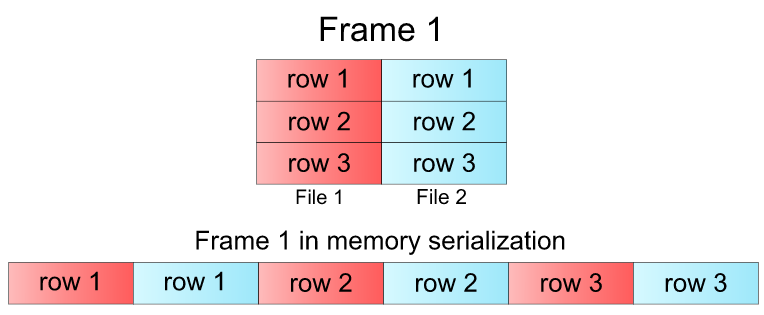 Frame 1
row 1 row 1
row 2 row 2
row 3 row 3
File 1 File 2
Frame 1 in memory serialization
row 1 row 1 row 2 row 2 row 3 row 3